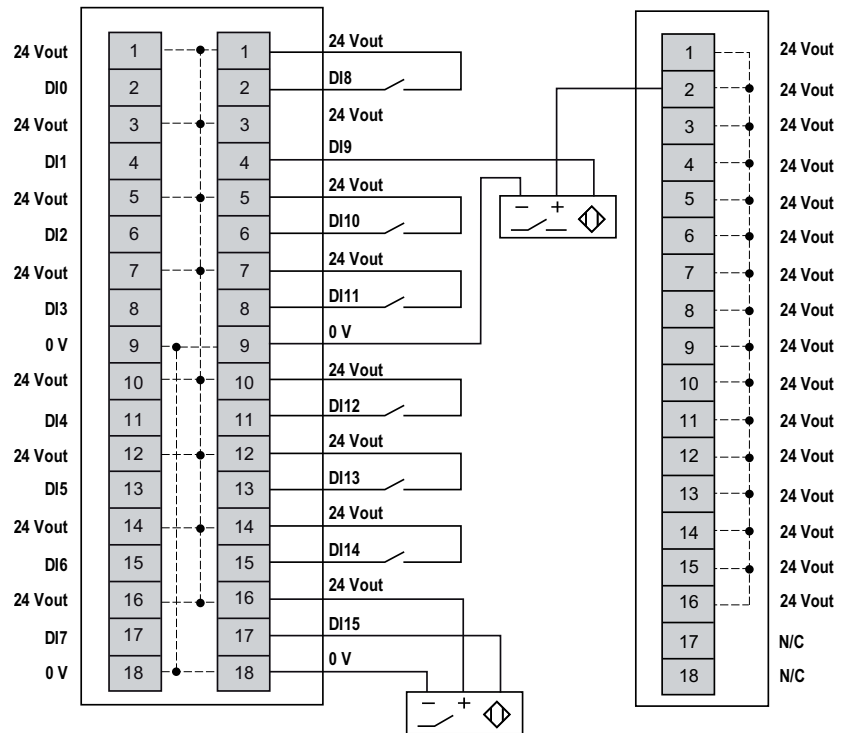 24 Vout 1 1 24 Vout
DI0 2 2 DI8
24 Vout 3 3 24 Vout
DI1 4 4 DI9
24 Vout 5 5 24 Vout
DI2 6 6 DI10
24 Vout 7 7 24 Vout
DI3 8 8 DI11
0 V 9 9 0 V
24 Vout 10 10 24 Vout
DI4 11 11 DI12
24 Vout 12 12 24 Vout
DI5 13 13 DI13
24 Vout 14 14 24 Vout
DI6 15 15 DI14
24 Vout 16 16 24 Vout
DI7 17 17 DI15
0 V 18 18 0 V
− +
− +
1 24 Vout
2 24 Vout
3 24 Vout
4 24 Vout
5 24 Vout
6 24 Vout
7 24 Vout
8 24 Vout
9 24 Vout
10 24 Vout
11 24 Vout
12 24 Vout
13 24 Vout
14 24 Vout
15 24 Vout
16 24 Vout
17 N/C
18 N/C